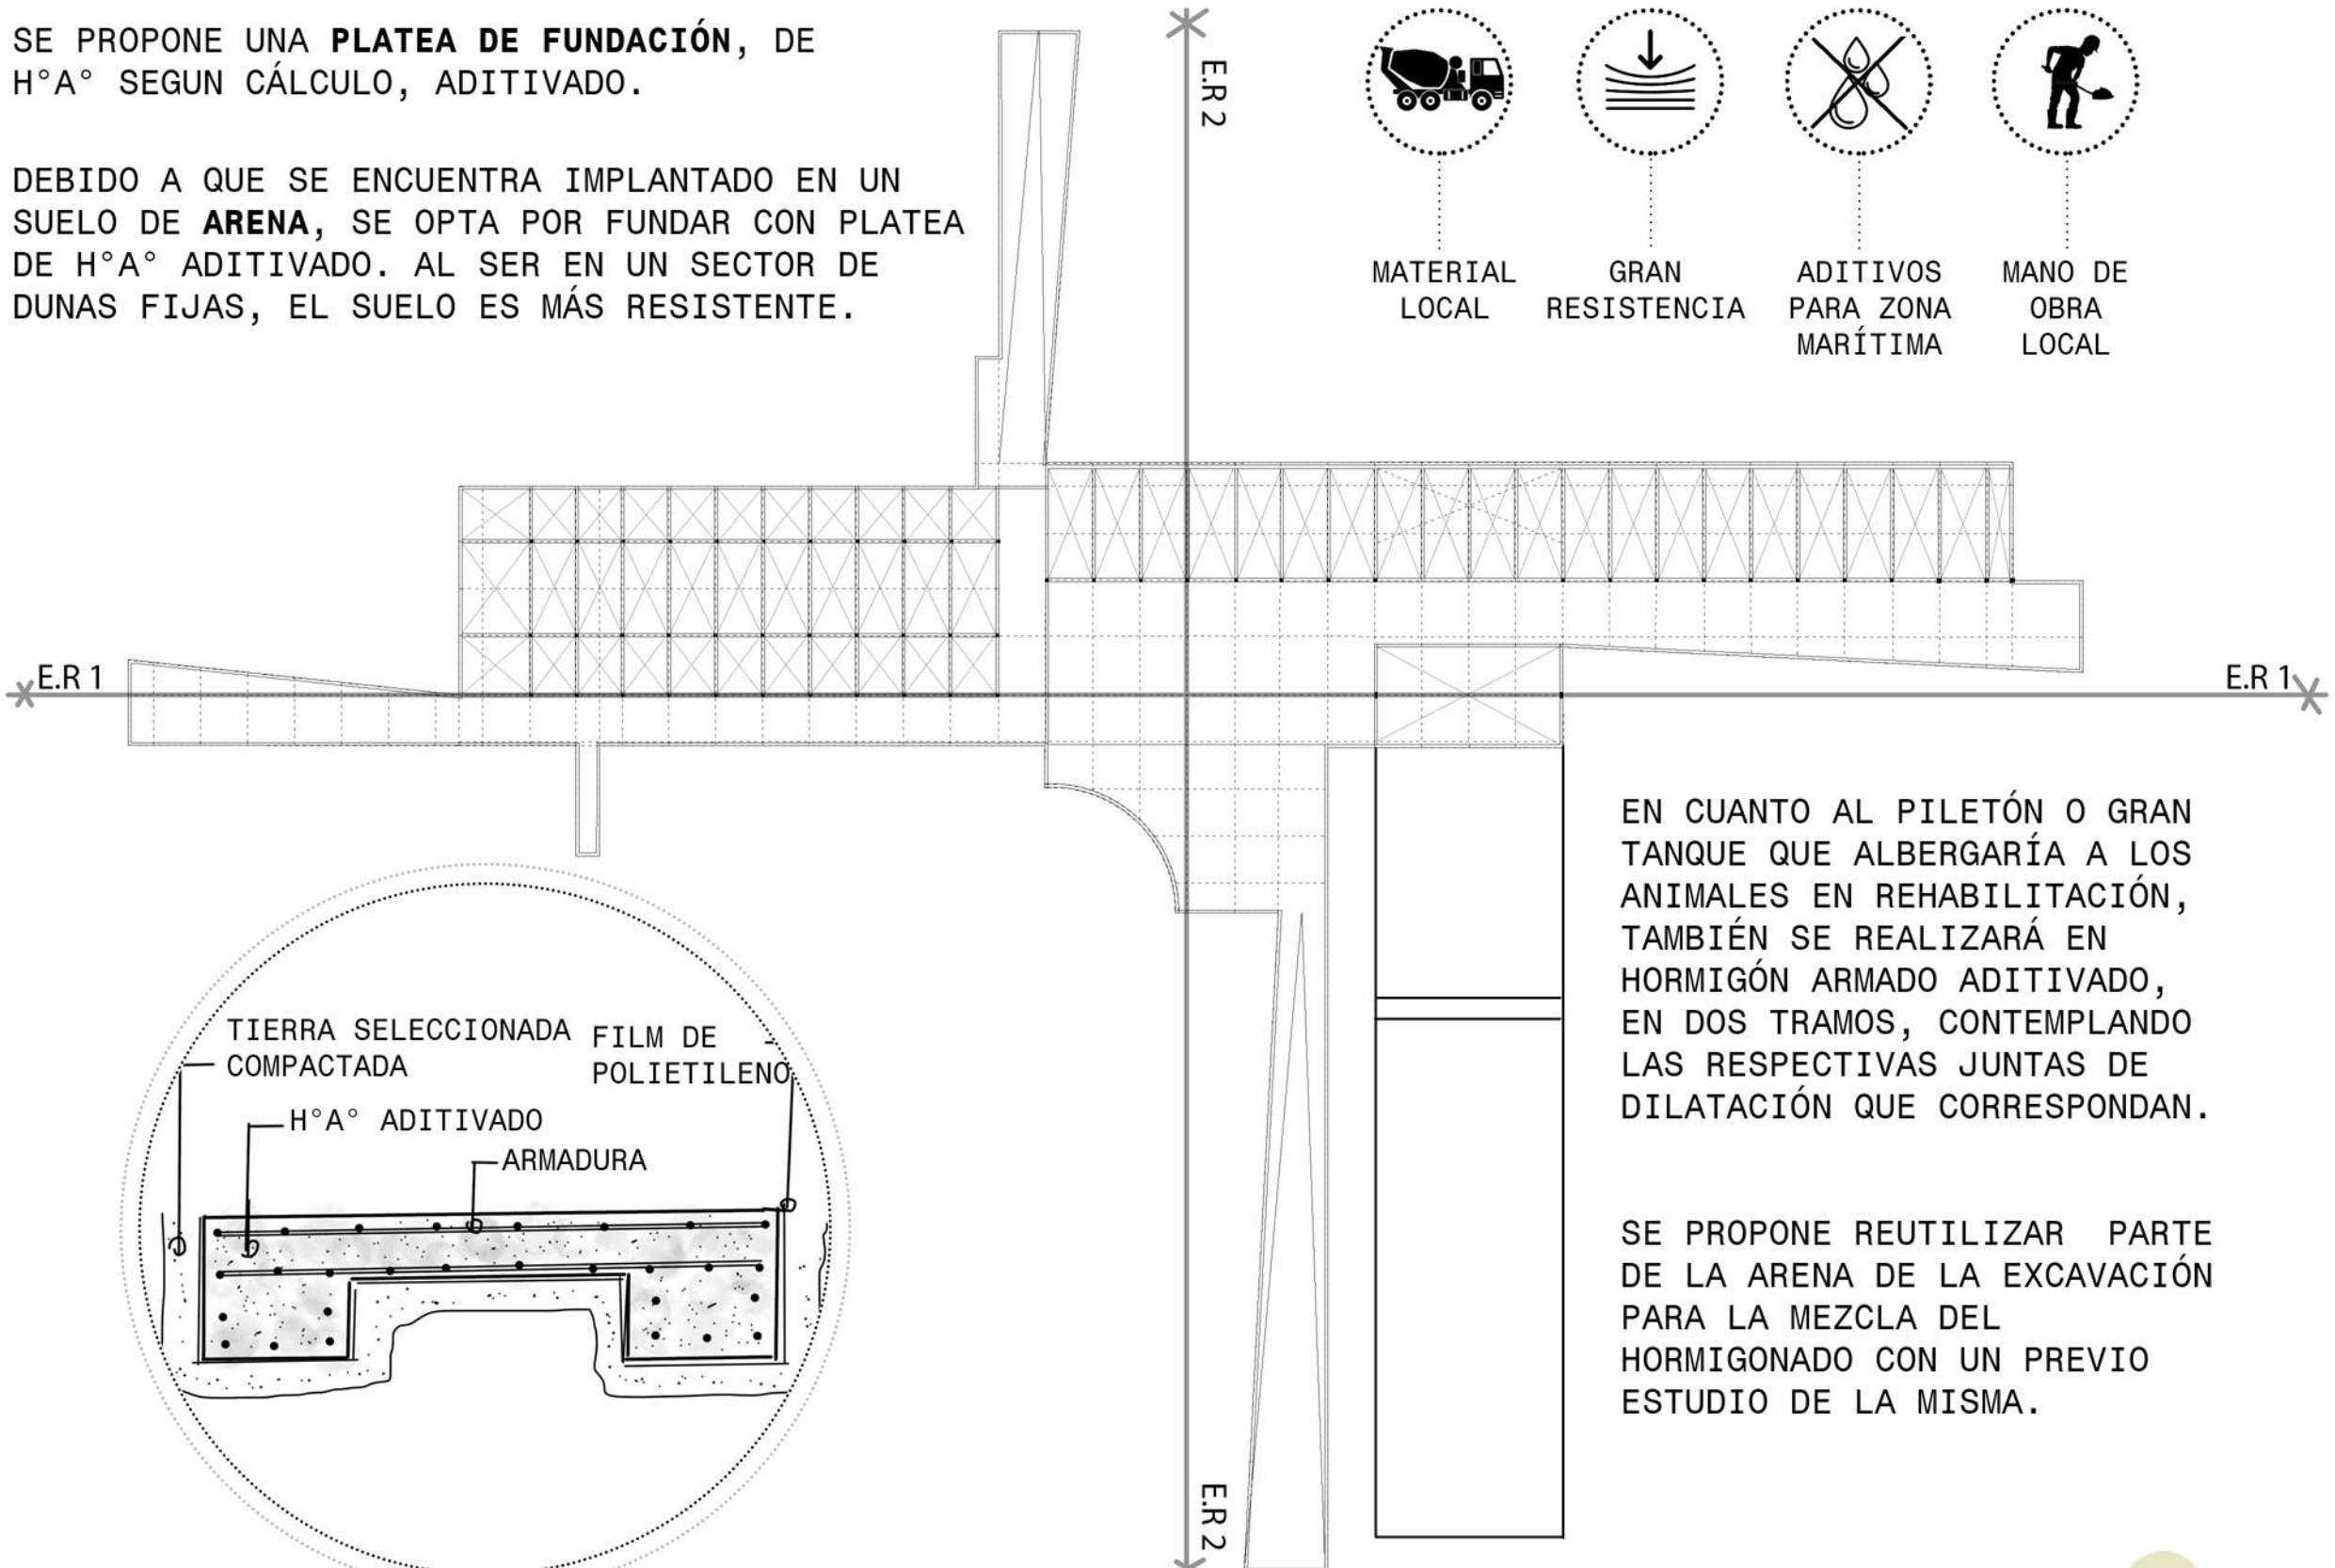 SE PROPONE UNA PLATEA DE FUNDACIÓN, DE
H°A° SEGUN CÁLCULO, ADITIVADO.
DEBIDO A QUE SE ENCUENTRA IMPLANTADO EN UN
SUELO DE ARENA, SE OPTA POR FUNDAR CON PLATEA
DE H°A° ADITIVADO. AL SER EN UN SECTOR DE
DUNAS FIJAS, EL SUELO ES MÁS RESISTENTE.
E.R 2
MATERIAL
LOCAL
GRAN
RESISTENCIA
ADITIVOS
PARA ZONA
MARÍTIMA
MANO DE
OBRA
LOCAL
E.R 1
E.R 1
EN CUANTO AL PILETÓN O GRAN
TANQUE QUE ALBERGARÍA A LOS
ANIMALES EN REHABILITACIÓN,
TAMBIÉN SE REALIZARÁ EN
HORMIGÓN ARMADO ADITIVADO,
EN DOS TRAMOS, CONTEMPLANDO
LAS RESPECTIVAS JUNTAS DE
DILATACIÓN QUE CORRESPONDAN.
TIERRA SELECCIONADA
COMPACTADA
FILM DE
POLIETILENO
H°A° ADITIVADO
ARMADURA
SE PROPONE REUTILIZAR PARTE
DE LA ARENA DE LA EXCAVACIÓN
PARA LA MEZCLA DEL
HORMIGONADO CON UN PREVIO
ESTUDIO DE LA MISMA.
E.R 2